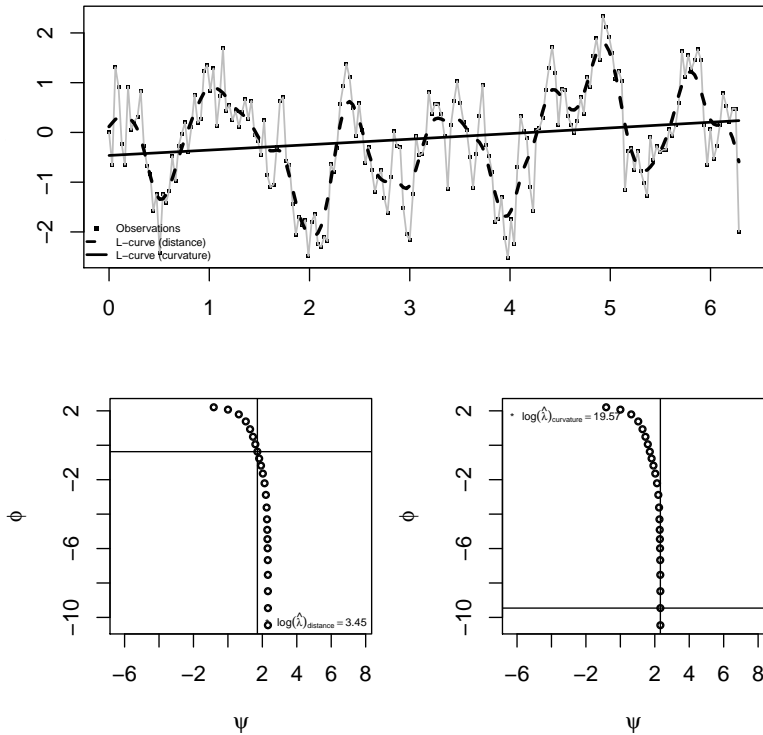 2
1
0
−1
−2
Observations
L−curve (distance)
L−curve (curvature)
0 1 2 3 4 5 6
2
−2
−6
−10
ϕ
log(λ̂)distance = 3.45
−6 −2 0 2 4 6 8
ψ
2
−2
−6
−10
ϕ
* log(λ̂)curvature = 19.57
−6 −2 0 2 4 6 8
ψ